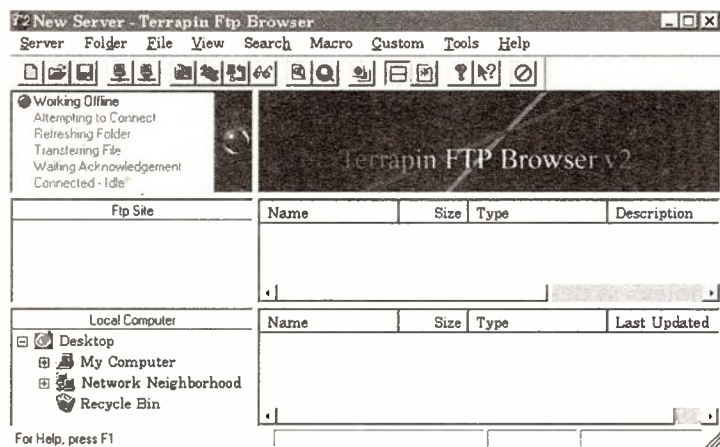 New Server - Terrapin Ftp Browser
Server Folder File View Search Macro Custom Tools Help
Working Offline
Attempting to Connect
Refreshing Folder
Transferring File
Waiting Acknowledgement
Connected - Idle
Terrapin FTP Browser v2
Ftp Site
Name Size Type Description
Local Computer
Name Size Type Last Updated
Desktop
My Computer
Network Neighborhood
Recycle Bin
For Help, press F1